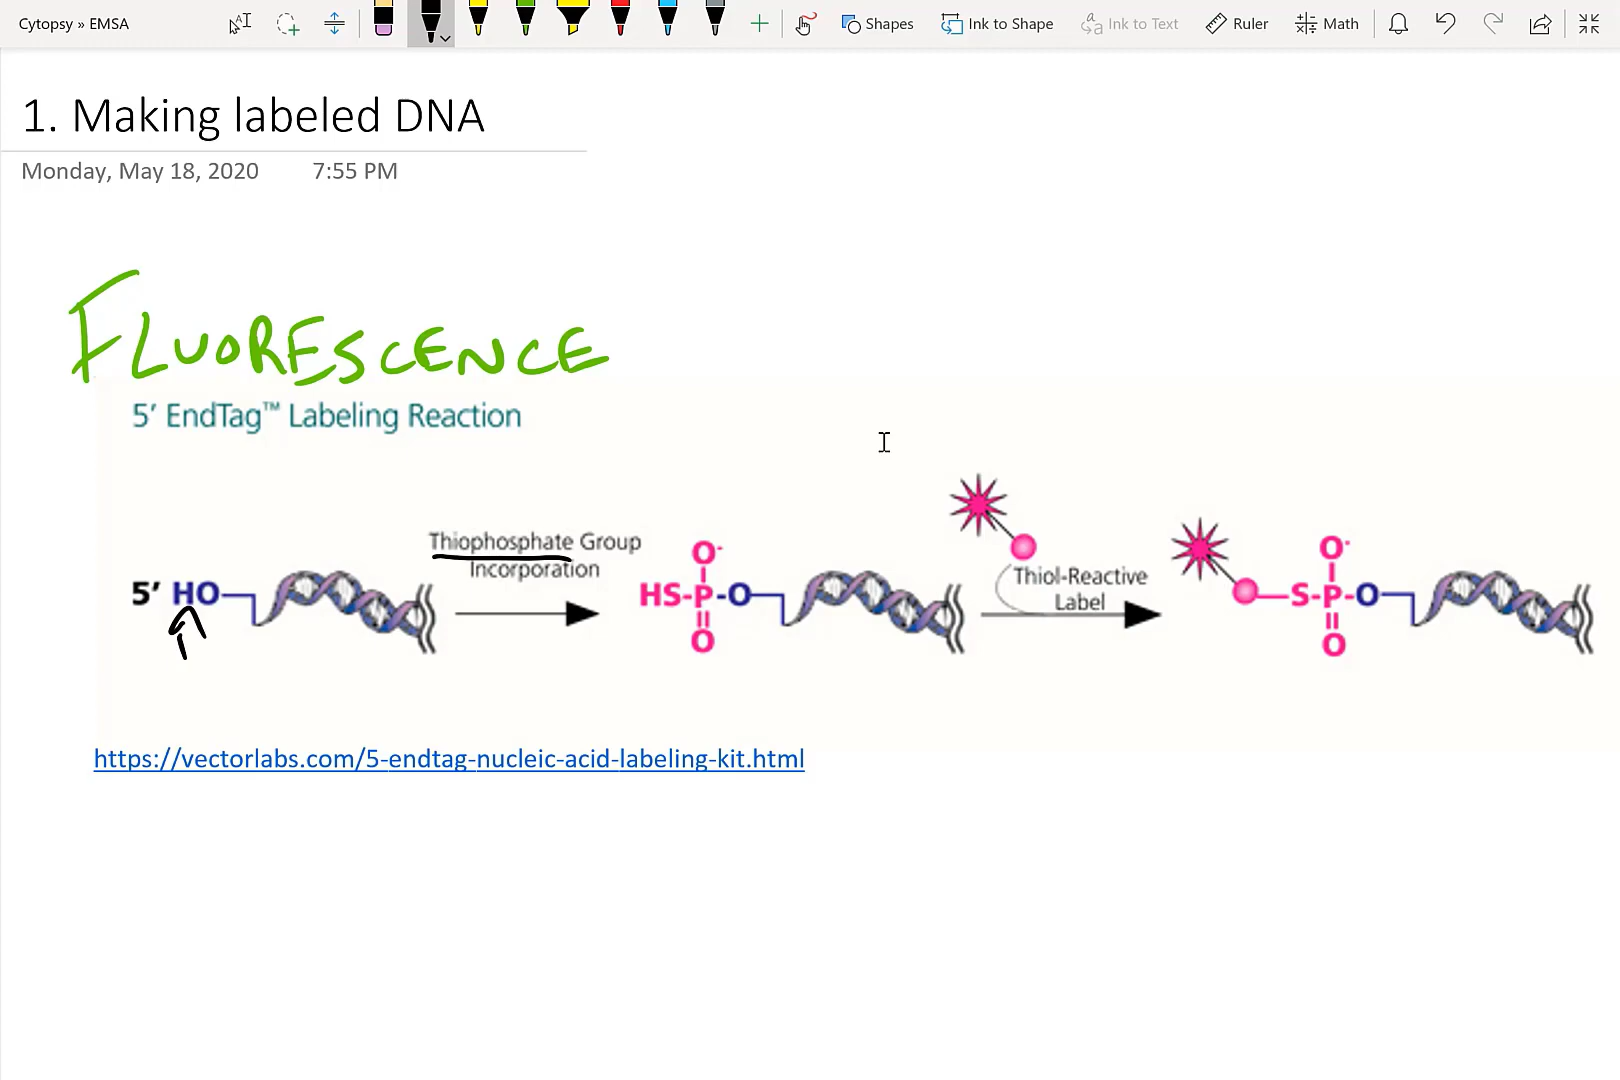 Cytopsy » EMSA
Shapes
Ink to Shape
Ink to Text
Ruler
Math
1. Making labeled DNA
Monday, May 18, 2020 7:55 PM
FLUORESCENCE
5' EndTag™ Labeling Reaction
Thiophosphate Group
Incorporation
5' HO
O-
HS-P-O
O
Thiol-Reactive
Label
O-
S-P-O
O
https://vectorlabs.com/5-endtag-nucleic-acid-labeling-kit.html